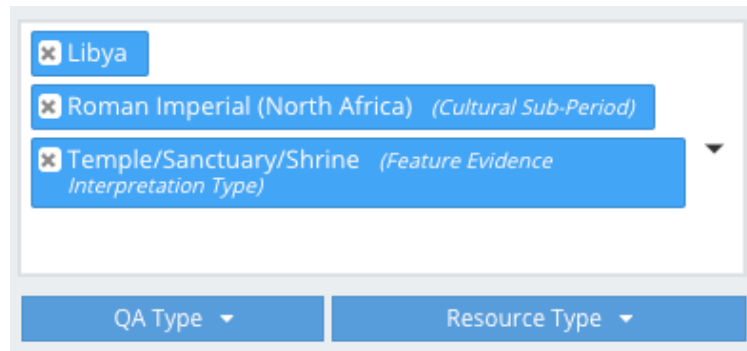 Libya
Roman Imperial (North Africa) (Cultural Sub-Period)
Temple/Sanctuary/Shrine (Feature Evidence
Interpretation Type)
QA Type
Resource Type